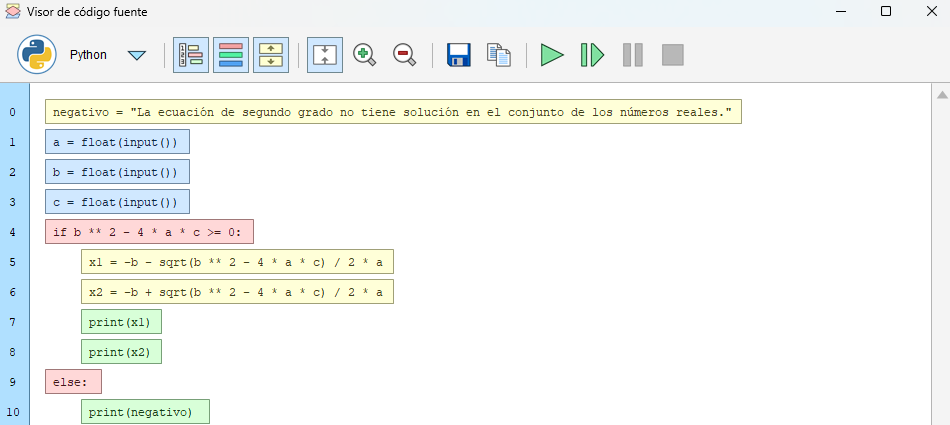 Visor de código fuente
Python
0 negativo = "La ecuación de segundo grado no tiene solución en el conjunto de los números reales."
1 a = float(input())
2 b = float(input())
3 c = float(input())
4 if b ** 2 - 4 * a * c >= 0:
5 x1 = -b - sqrt(b ** 2 - 4 * a * c) / 2 * a
6 x2 = -b + sqrt(b ** 2 - 4 * a * c) / 2 * a
7 print(x1)
8 print(x2)
9 else:
10 print(negativo)